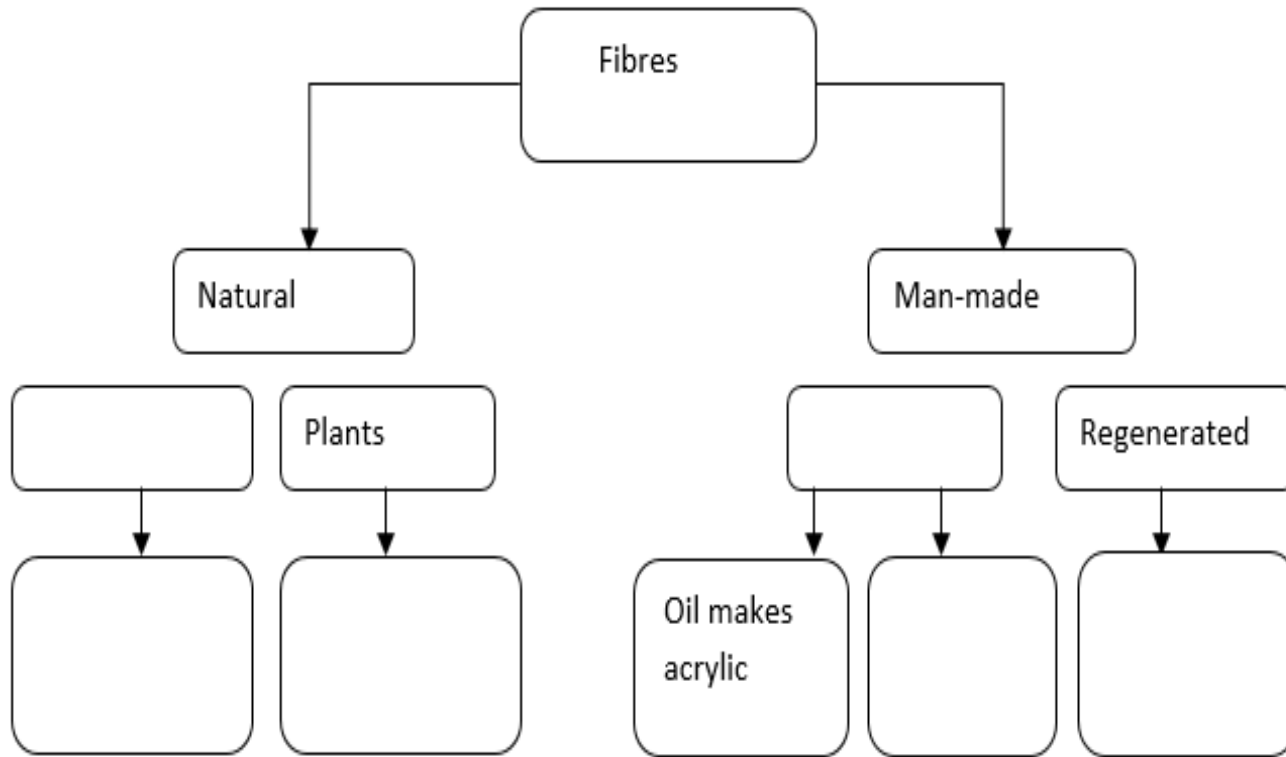 Fibres
Natural
Man-made
Plants
Regenerated
Oil makes
acrylic